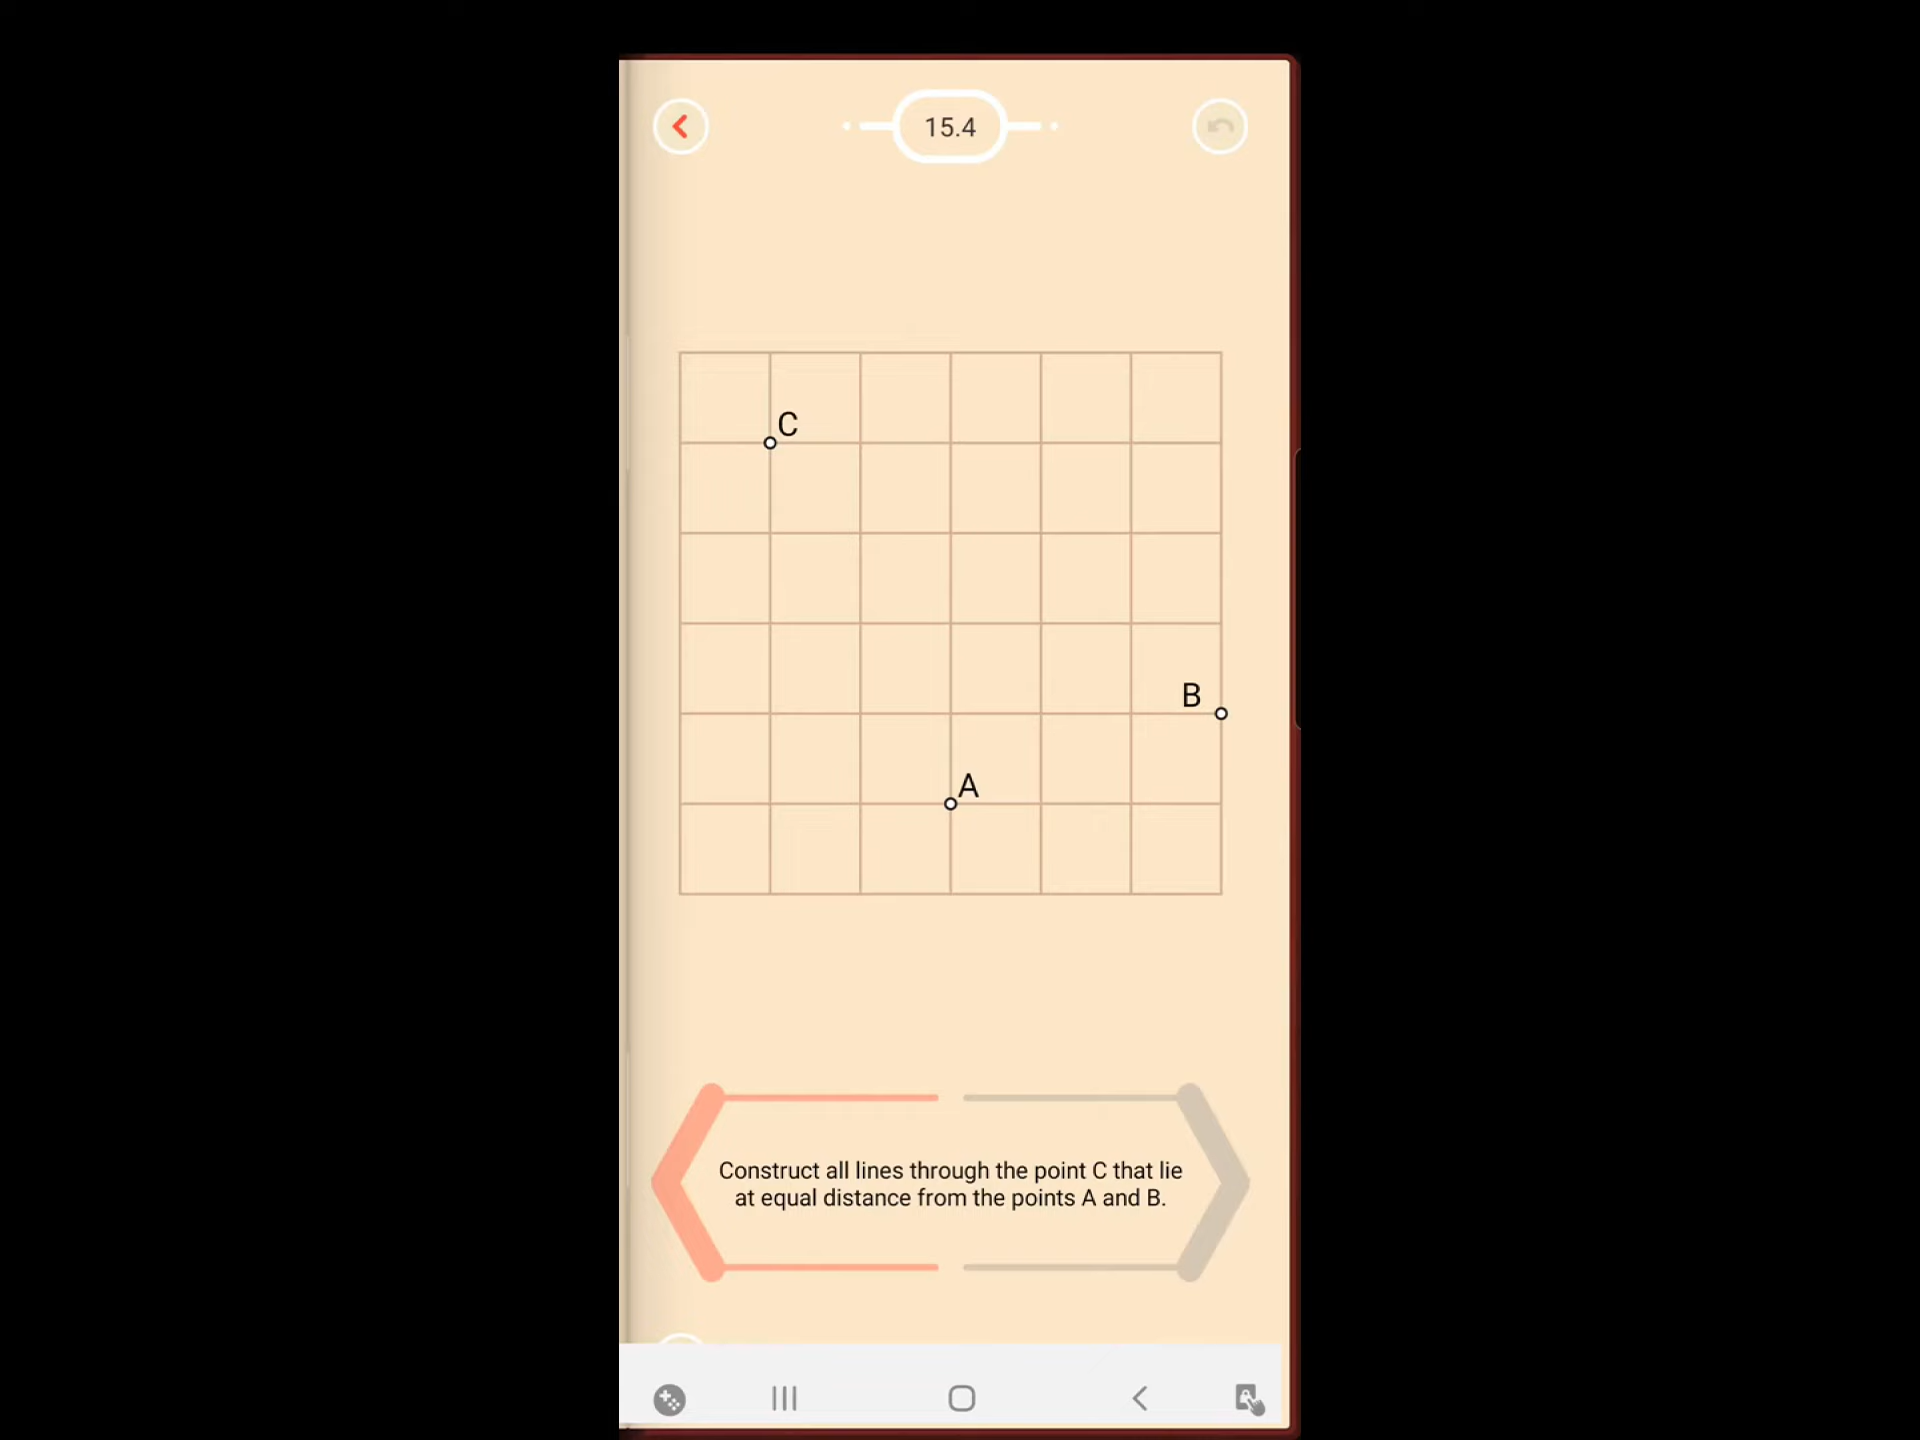 15.4
C
B
A
Construct all lines through the point C that lie
at equal distance from the points A and B.